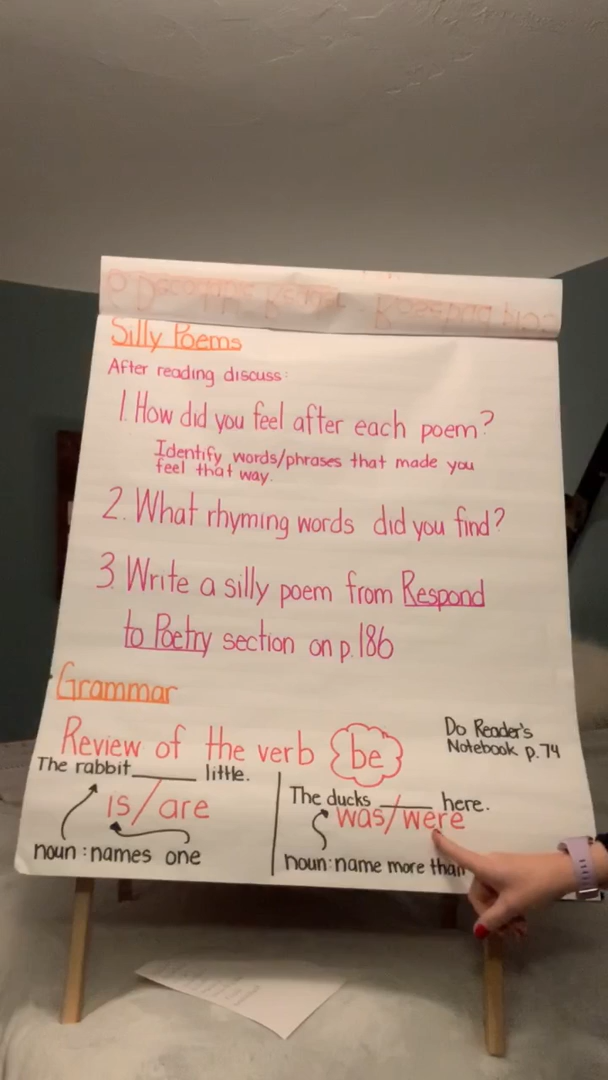 Silly Poems
After reading discuss:
1. How did you feel after each poem?
Identify words/phrases that made you
feel that way.
2. What rhyming words did you find?
3. Write a silly poem from Respond
to Poetry section on p.186
Grammar
Review of the verb be
Do Reader's
Notebook p.74
The rabbit_____ little.
is/are
noun: names one
The ducks _____ here.
was/were
noun: name more than